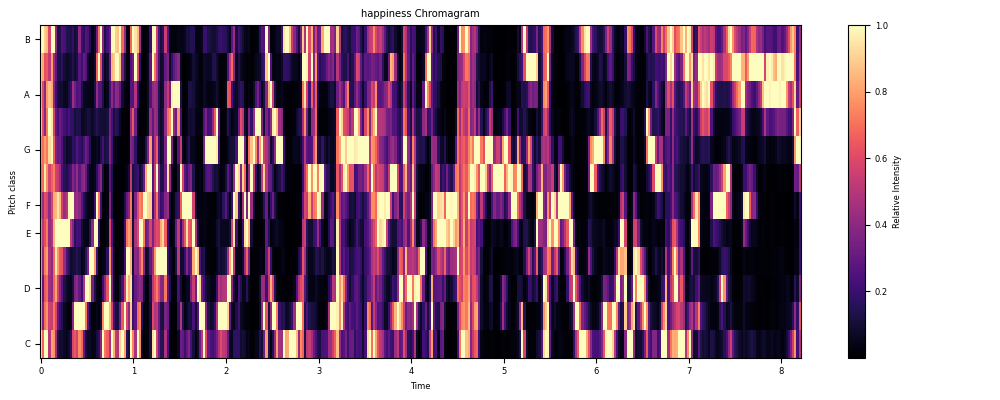 happiness Chromagram
Pitch class
B
A
G
F
E
D
C
0 1 2 3 4 5 6 7 8
Time
1.0
0.8
0.6
0.4
0.2
Relative Intensity